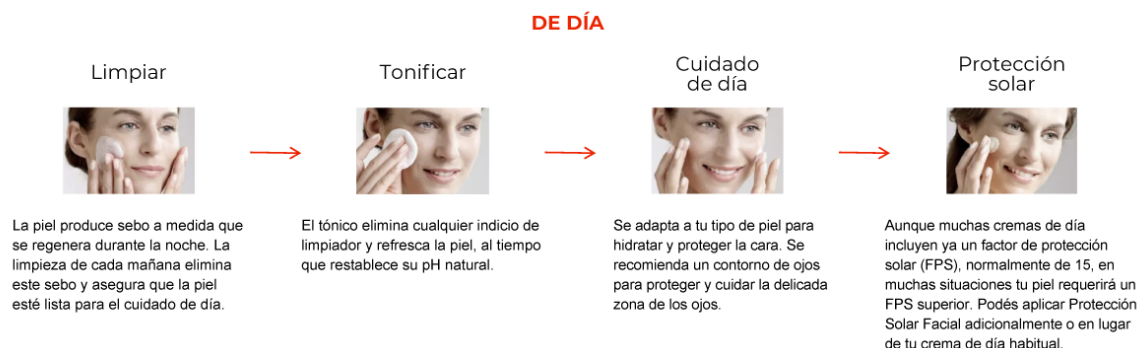 DE DÍA
Limpiar
La piel produce sebo a medida que
se regenera durante la noche. La
limpieza de cada mañana elimina
este sebo y asegura que la piel
esté lista para el cuidado de día.
Tonificar
El tónico elimina cualquier indicio de
limpiador y refresca la piel, al tiempo
que restablece su pH natural.
Cuidado
de día
Se adapta a tu tipo de piel para
hidratar y proteger la cara. Se
recomienda un contorno de ojos
para proteger y cuidar la delicada
zona de los ojos.
Protección
solar
Aunque muchas cremas de día
incluyen ya un factor de protección
solar (FPS), normalmente de 15, en
muchas situaciones tu piel requerirá un
FPS superior. Podés aplicar Protección
Solar Facial adicionalmente o en lugar
de tu crema de día habitual.